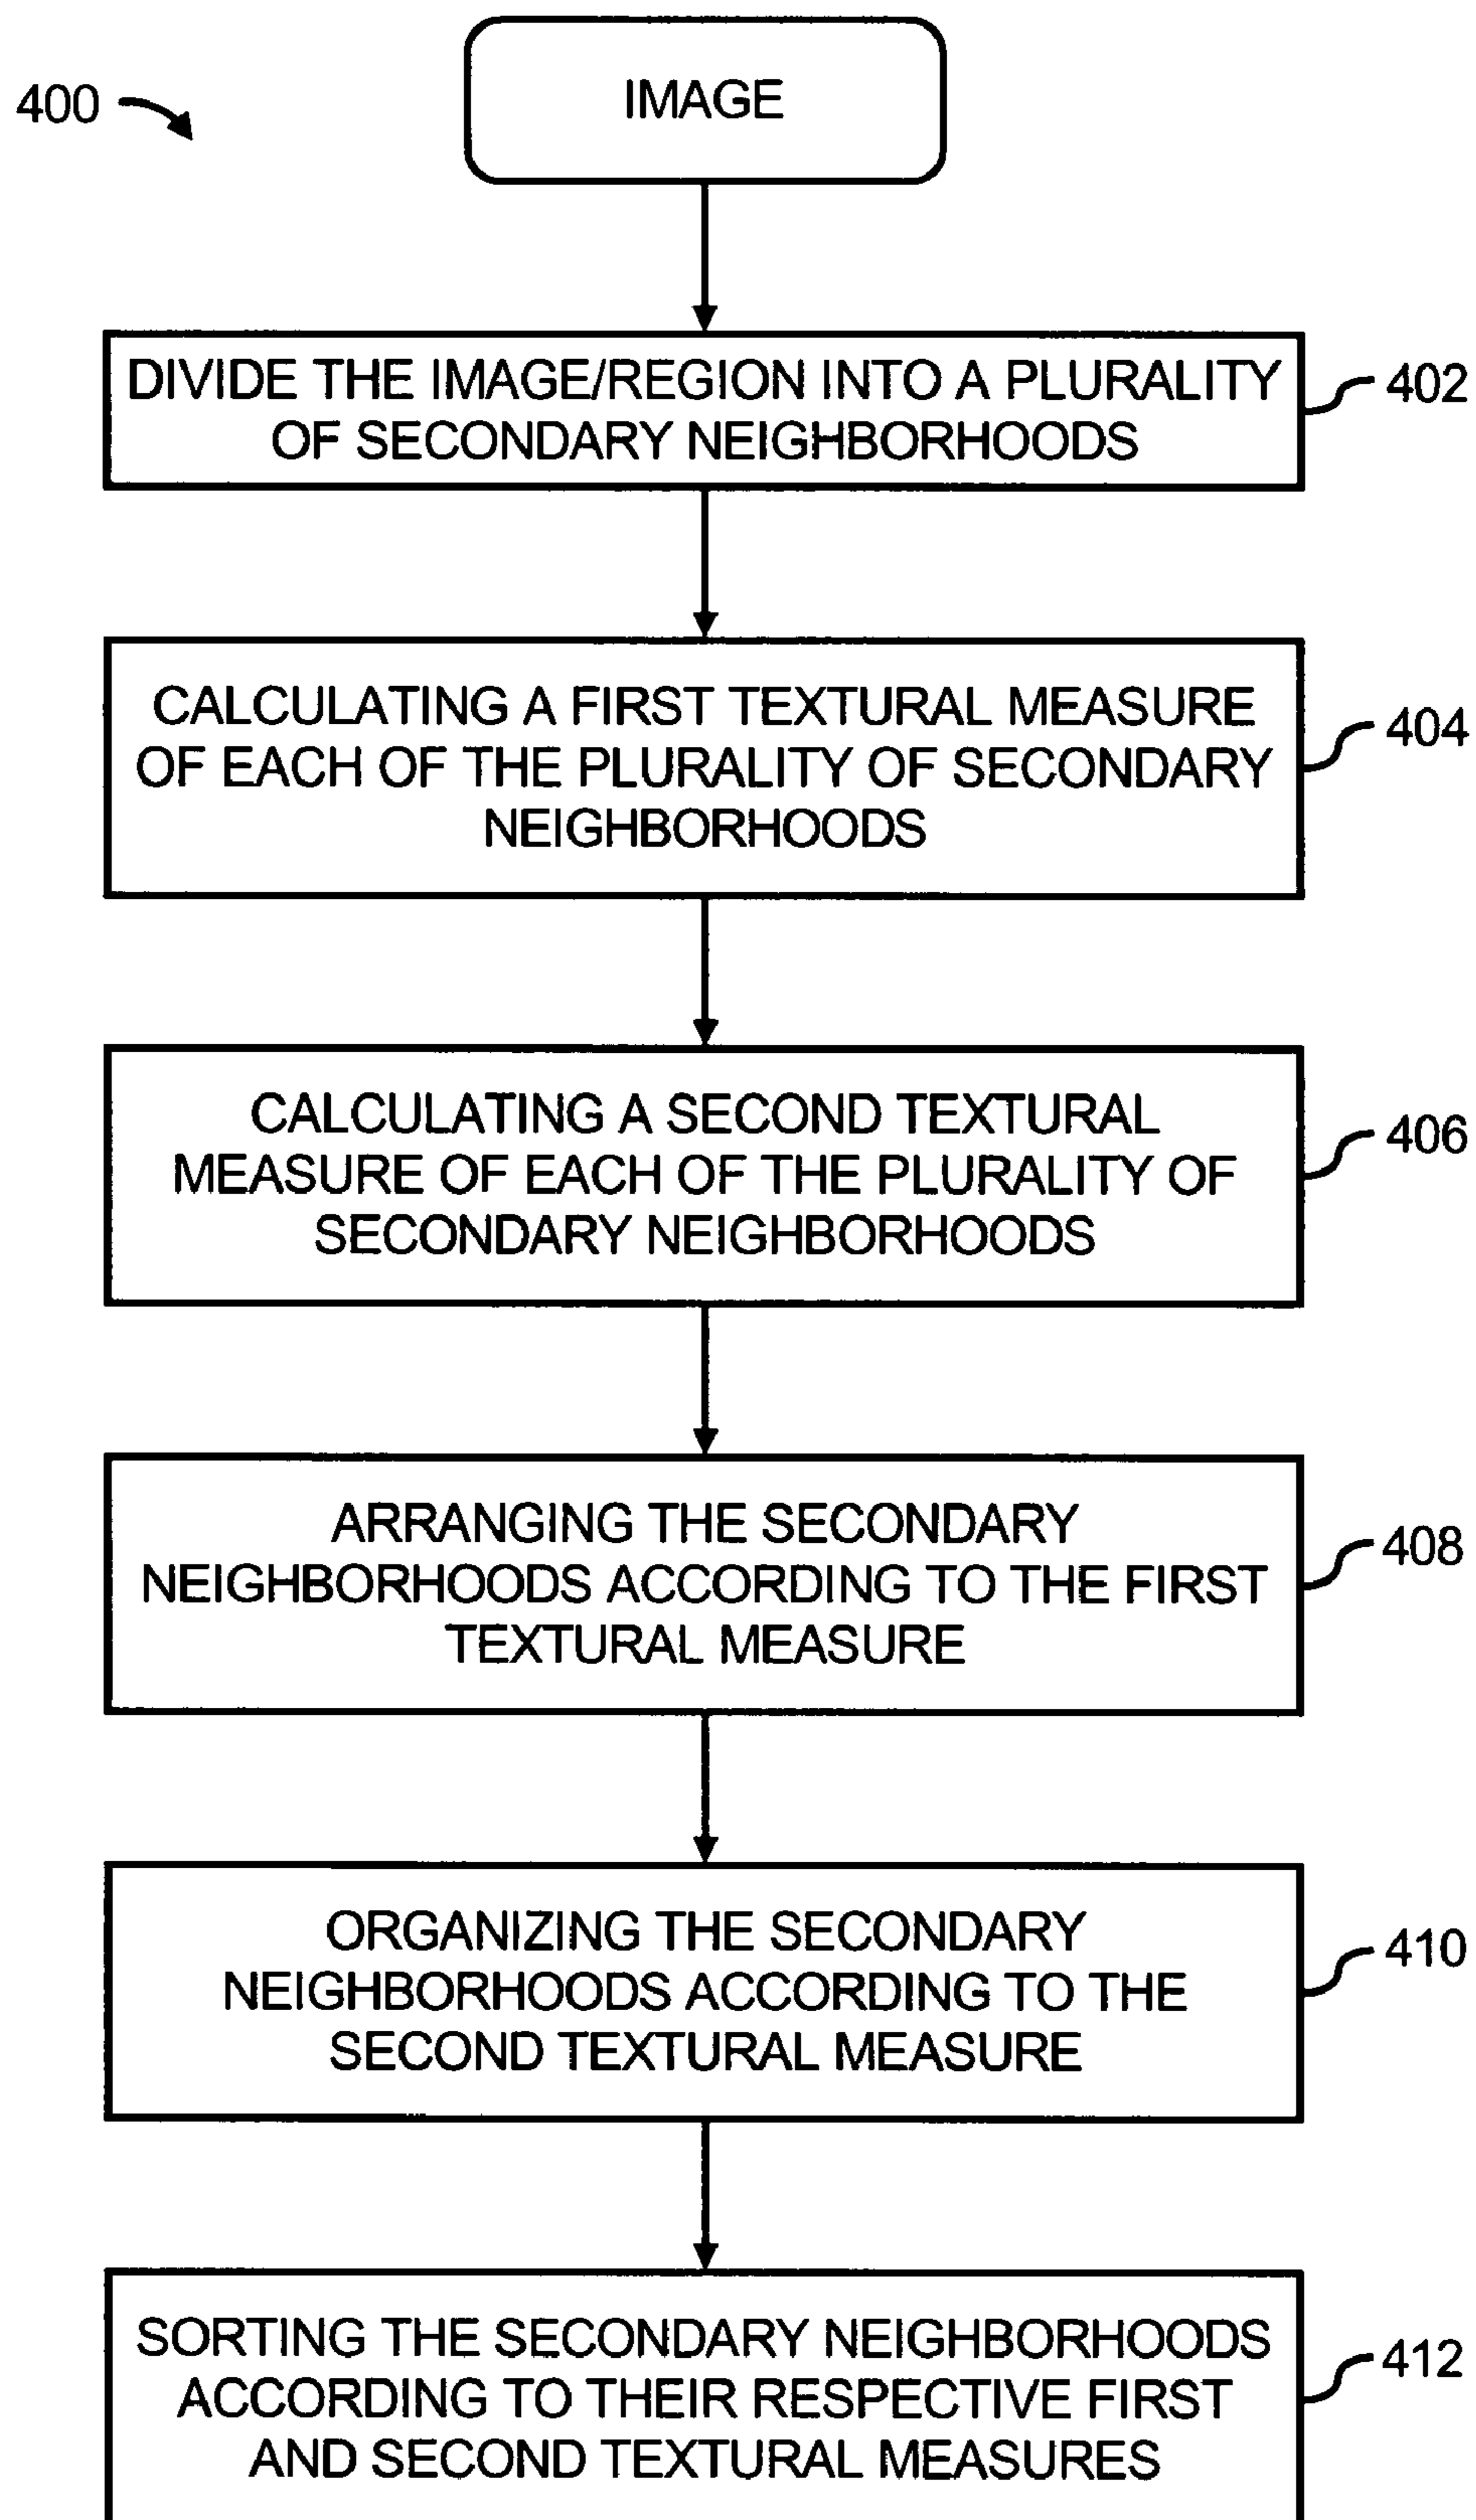 400
IMAGE
DIVIDE THE IMAGE/REGION INTO A PLURALITY
OF SECONDARY NEIGHBORHOODS
402
CALCULATING A FIRST TEXTURAL MEASURE
OF EACH OF THE PLURALITY OF SECONDARY
NEIGHBORHOODS
404
CALCULATING A SECOND TEXTURAL
MEASURE OF EACH OF THE PLURALITY OF
SECONDARY NEIGHBORHOODS
406
ARRANGING THE SECONDARY
NEIGHBORHOODS ACCORDING TO THE FIRST
TEXTURAL MEASURE
408
ORGANIZING THE SECONDARY
NEIGHBORHOODS ACCORDING TO THE
SECOND TEXTURAL MEASURE
410
SORTING THE SECONDARY NEIGHBORHOODS
ACCORDING TO THEIR RESPECTIVE FIRST
AND SECOND TEXTURAL MEASURES
412